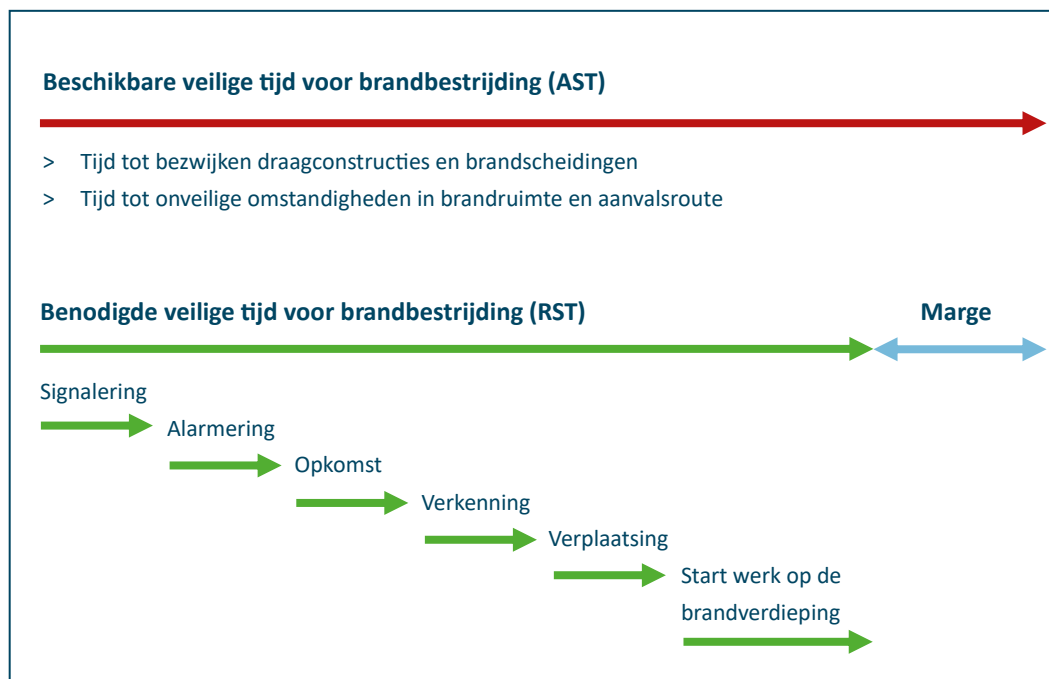 Beschikbare veilige tijd voor brandbestrijding (AST)
> Tijd tot bezwijken draagconstructies en brandscheidingen
> Tijd tot onveilige omstandigheden in brandruimte en aanvalsroute
Benodigde veilige tijd voor brandbestrijding (RST)
Marge
Signalering
Alarmering
Opkomst
Verkenning
Verplaatsing
Start werk op de
brandverdieping